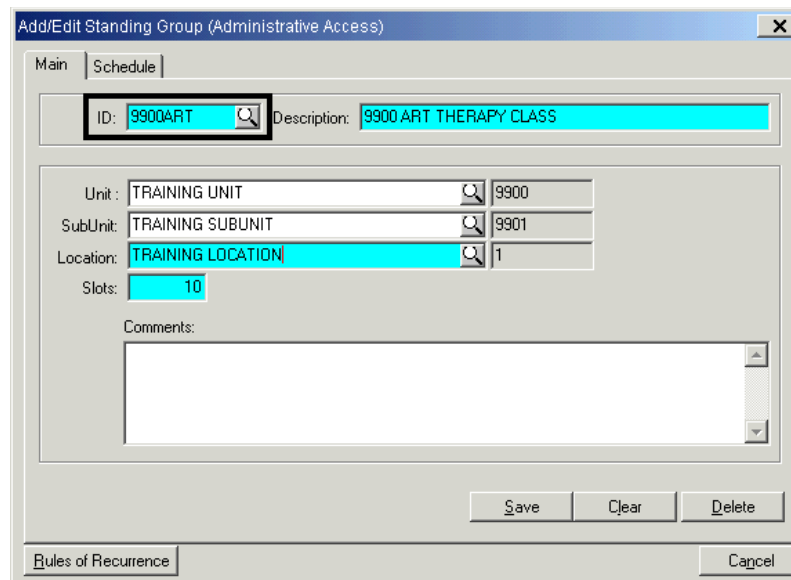 Add/Edit Standing Group (Administrative Access)
Main Schedule
ID: 9900ART Description: 9900 ART THERAPY CLASS
Unit : TRAINING UNIT 9900
SubUnit: TRAINING SUBUNIT 9901
Location: TRAINING LOCATION 1
Slots: 10
Comments:
Save Clear Delete
Rules of Recurrence Cancel